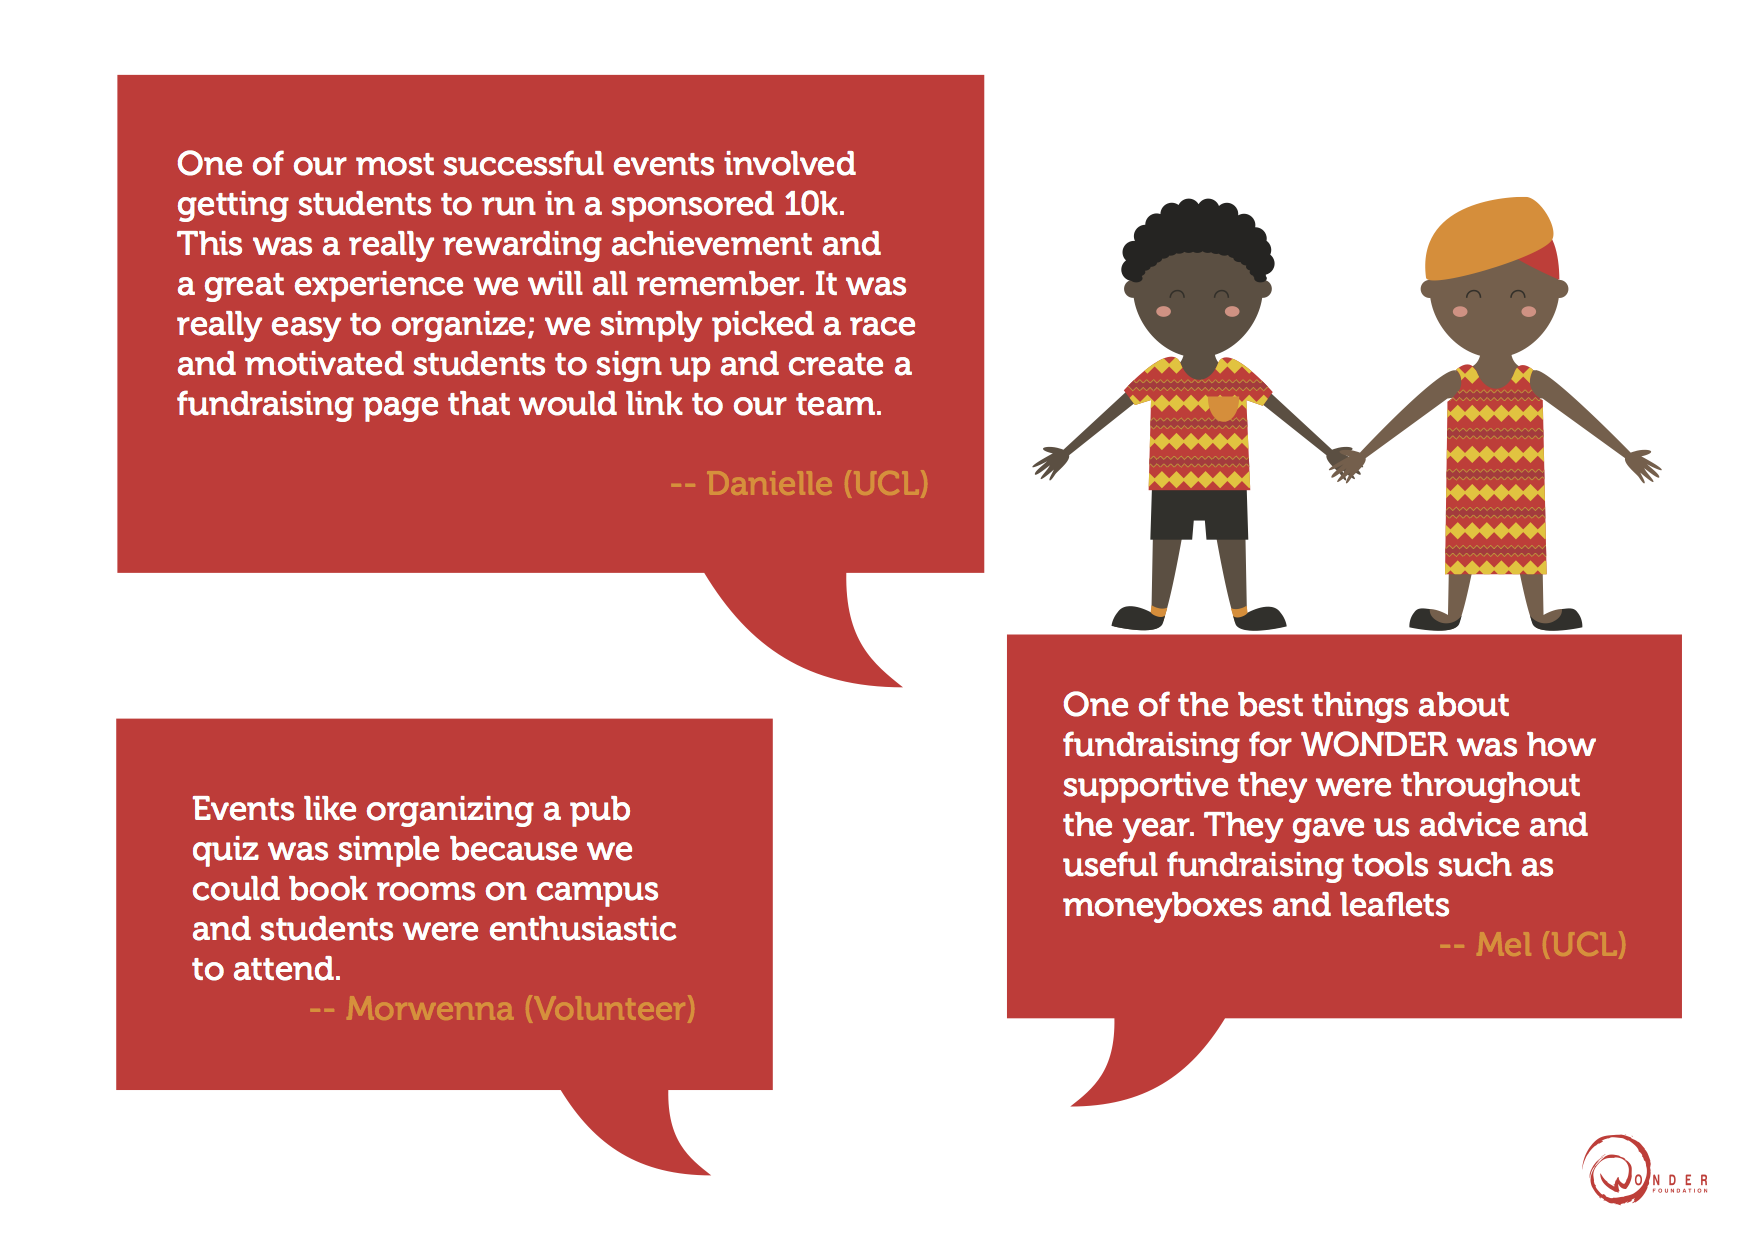 One of our most successful events involved
getting students to run in a sponsored 10k.
This was a really rewarding achievement and
a great experience we will all remember. It was
really easy to organize; we simply picked a race
and motivated students to sign up and create a
fundraising page that would link to our team.
-- Danielle (UCL)
Events like organizing a pub
quiz was simple because we
could book rooms on campus
and students were enthusiastic
to attend.
-- Morwenna (Volunteer)
One of the best things about
fundraising for WONDER was how
supportive they were throughout
the year. They gave us advice and
useful fundraising tools such as
moneyboxes and leaflets
-- Mel (UCL)
WONDER
FOUNDATION